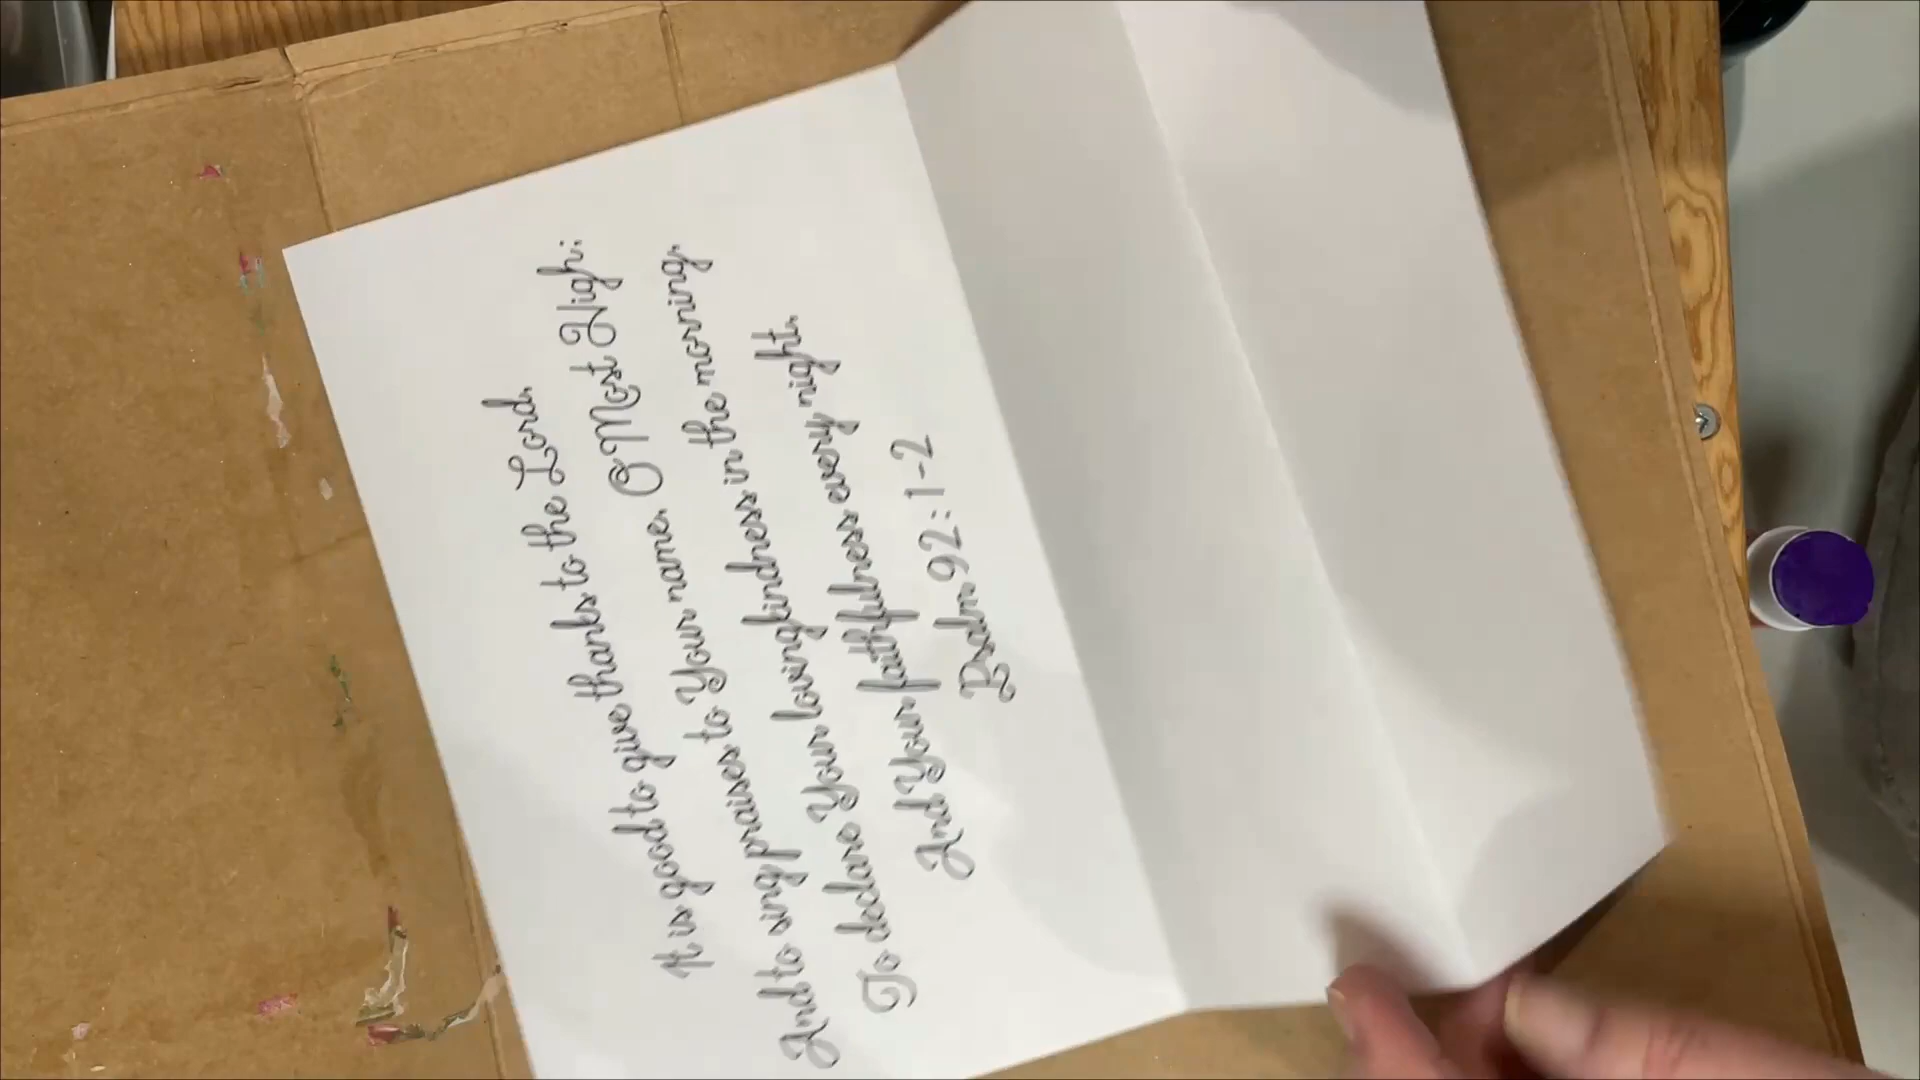 It is good to give thanks to the Lord,
And to sing praises to Your name, O Most High;
To declare Your lovingkindness in the morning,
And Your faithfulness every night.
Psalm 92:1-2